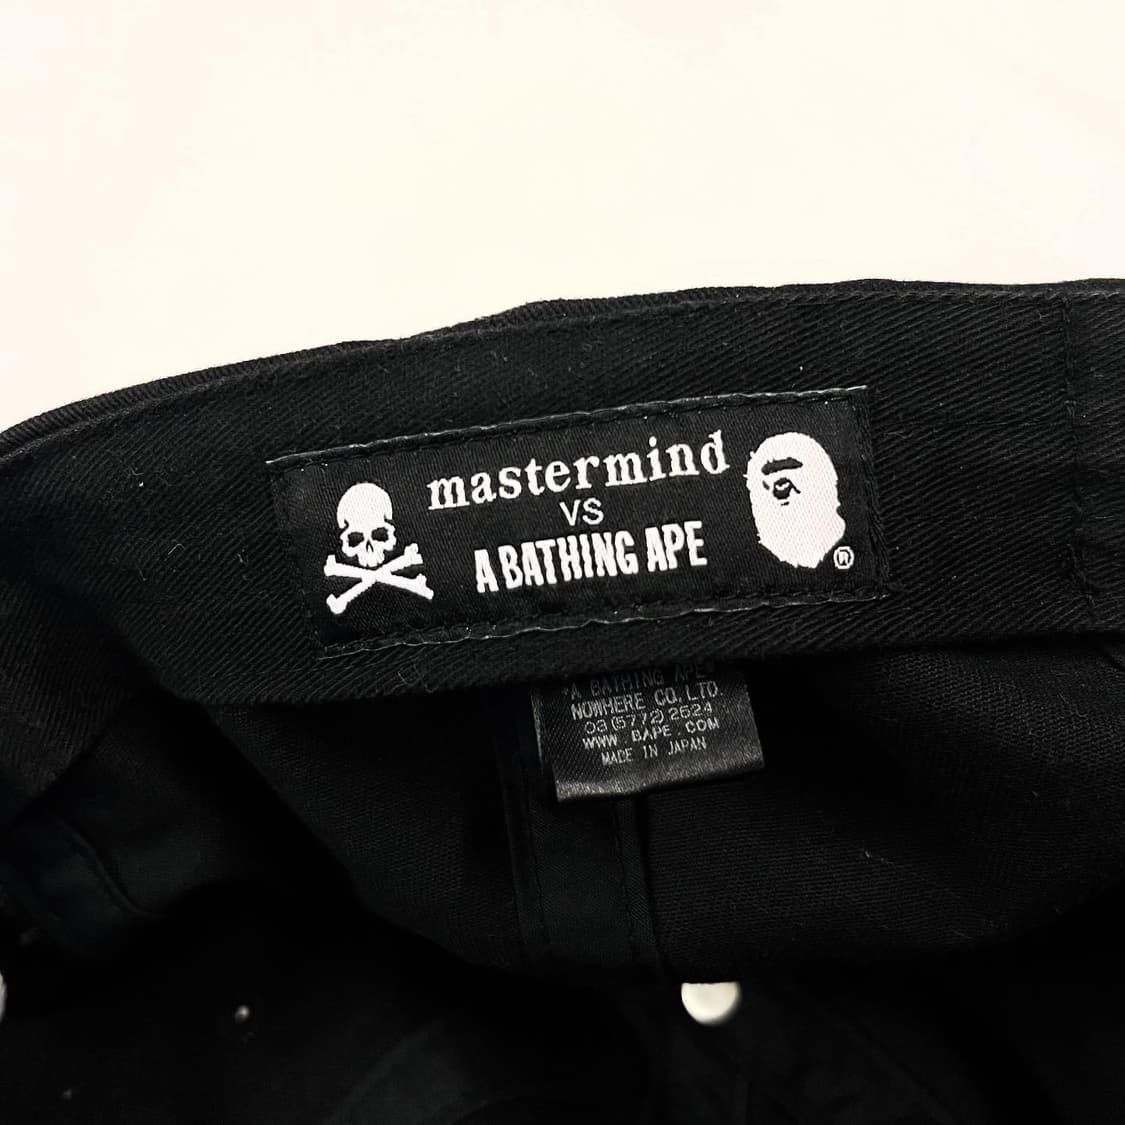 mastermind
VS
A BATHING APE
®
"A BATHING APE"
NOWHERE CO. LTD.
03(5772)2524
WWW. BAPE. COM
MADE IN JAPAN